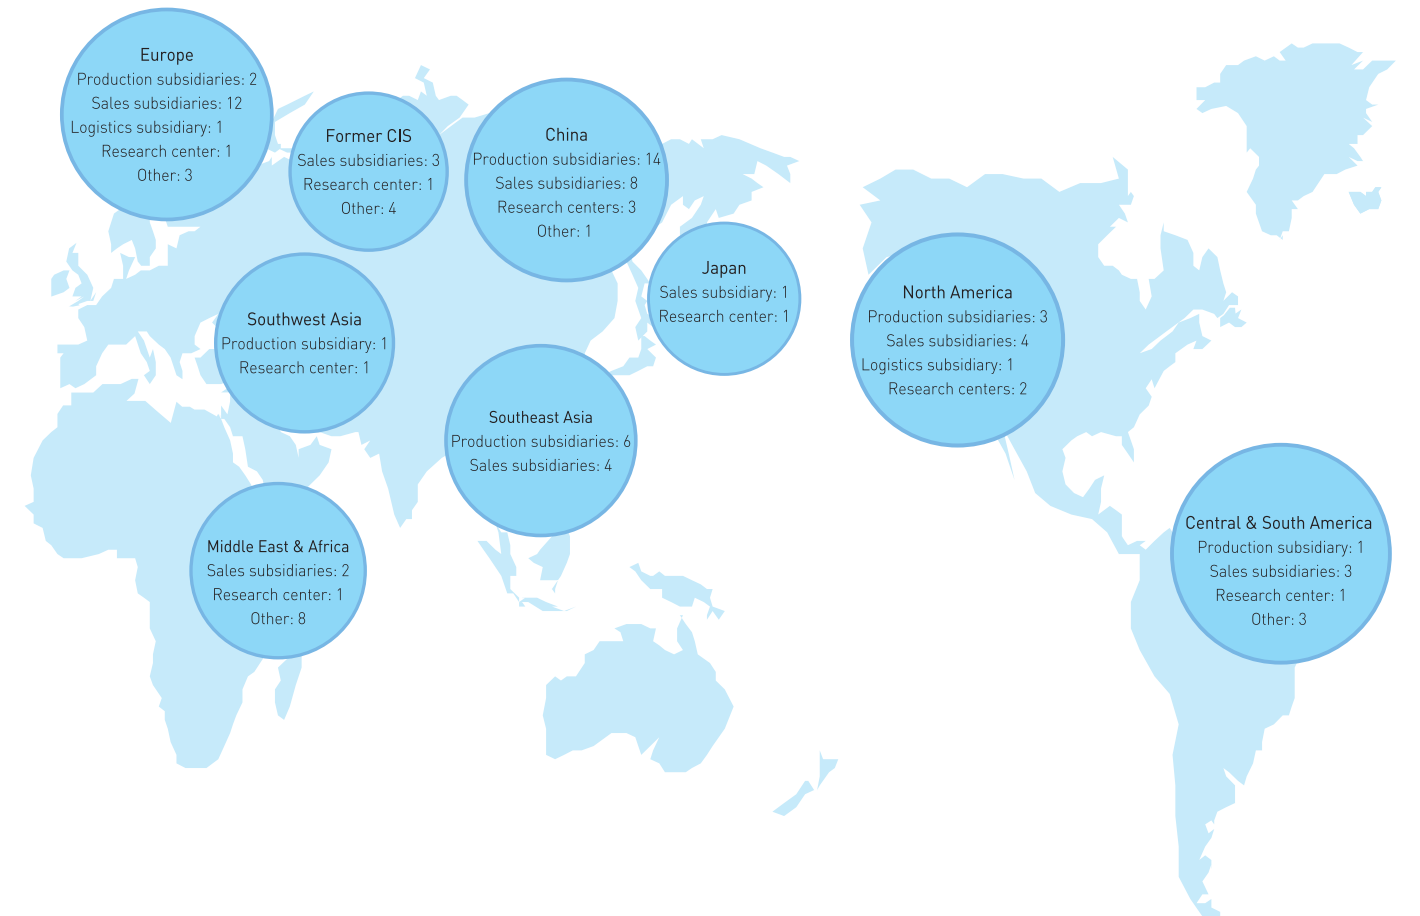 Europe
Production subsidiaries: 2
Sales subsidiaries: 12
Logistics subsidiary: 1
Research center: 1
Other: 3
Former CIS
Sales subsidiaries: 3
Research center: 1
Other: 4
China
Production subsidiaries: 14
Sales subsidiaries: 8
Research centers: 3
Other: 1
Japan
Sales subsidiary: 1
Research center: 1
North America
Production subsidiaries: 3
Sales subsidiaries: 4
Logistics subsidiary: 1
Research centers: 2
Southwest Asia
Production subsidiary: 1
Research center: 1
Southeast Asia
Production subsidiaries: 6
Sales subsidiaries: 4
Middle East & Africa
Sales subsidiaries: 2
Research center: 1
Other: 8
Central & South America
Production subsidiary: 1
Sales subsidiaries: 3
Research center: 1
Other: 3